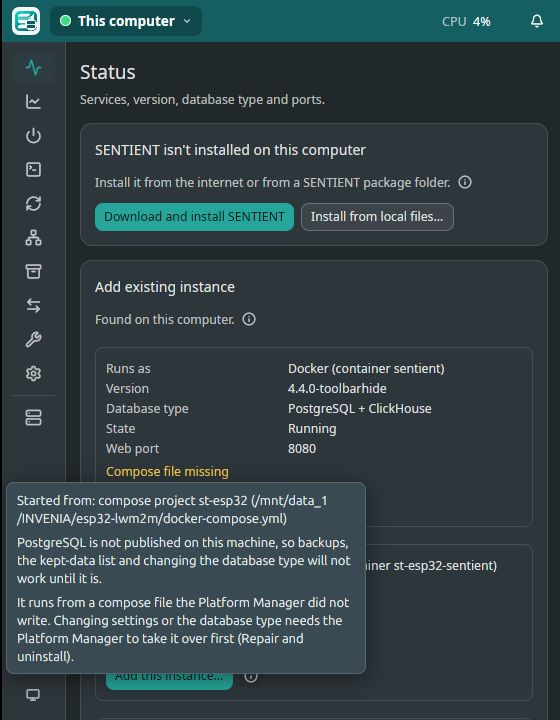 This computer
CPU 4%
Status
Services, version, database type and ports.
SENTIENT isn't installed on this computer
Install it from the internet or from a SENTIENT package folder.
Download and install SENTIENT
Install from local files...
Add existing instance
Found on this computer.
Runs as Docker (container sentient)
Version 4.4.0-toolbarhide
Database type PostgreSQL + ClickHouse
State Running
Web port 8080
Compose file missing
Started from: compose project st-esp32 (/mnt/data_1
/INVENIA/esp32-lwm2m/docker-compose.yml)
PostgreSQL is not published on this machine, so backups,
the kept-data list and changing the database type will not
work until it is.
It runs from a compose file the Platform Manager did not
write. Changing settings or the database type needs the
Platform Manager to take it over first (Repair and
uninstall).
iner st-esp32-sentient)
Add this instance...